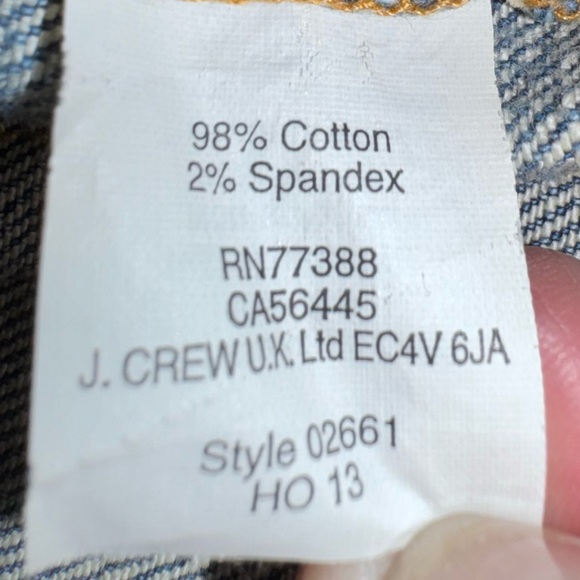 98% Cotton
2% Spandex
RN77388
CA56445
J. CREW U.K. Ltd EC4V 6JA
Style 02661
HO 13